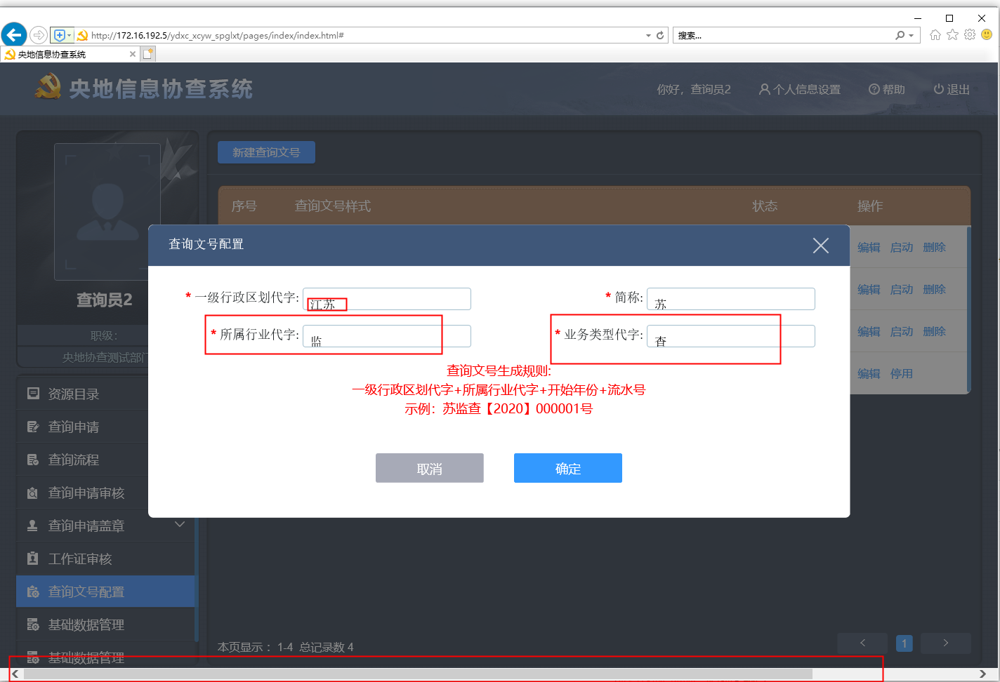 http://172.16.192.5/ydxc_xcyw_spglxt/pages/index/index.html#
搜索...
央地信息协查系统
央地信息协查系统
你好，查询员2
个人信息设置
帮助
退出
新建查询文号
序号 查询文号样式 状态 操作
查询文号配置
编辑 启动 删除
编辑 启动 删除
编辑 启动 删除
编辑 停用
* 一级行政区划代字: 江苏
* 简称: 苏
* 所属行业代字: 监
* 业务类型代字: 查
查询文号生成规则:
一级行政区划代字+所属行业代字+开始年份+流水号
示例：苏监查【2020】000001号
取消
确定
查询员2
职级：
央地协查测试部门
资源目录
查询申请
查询流程
查询申请审核
查询申请盖章
工作证审核
查询文号配置
基础数据管理
基础数据管理
本页显示： 1-4 总记录数 4
1